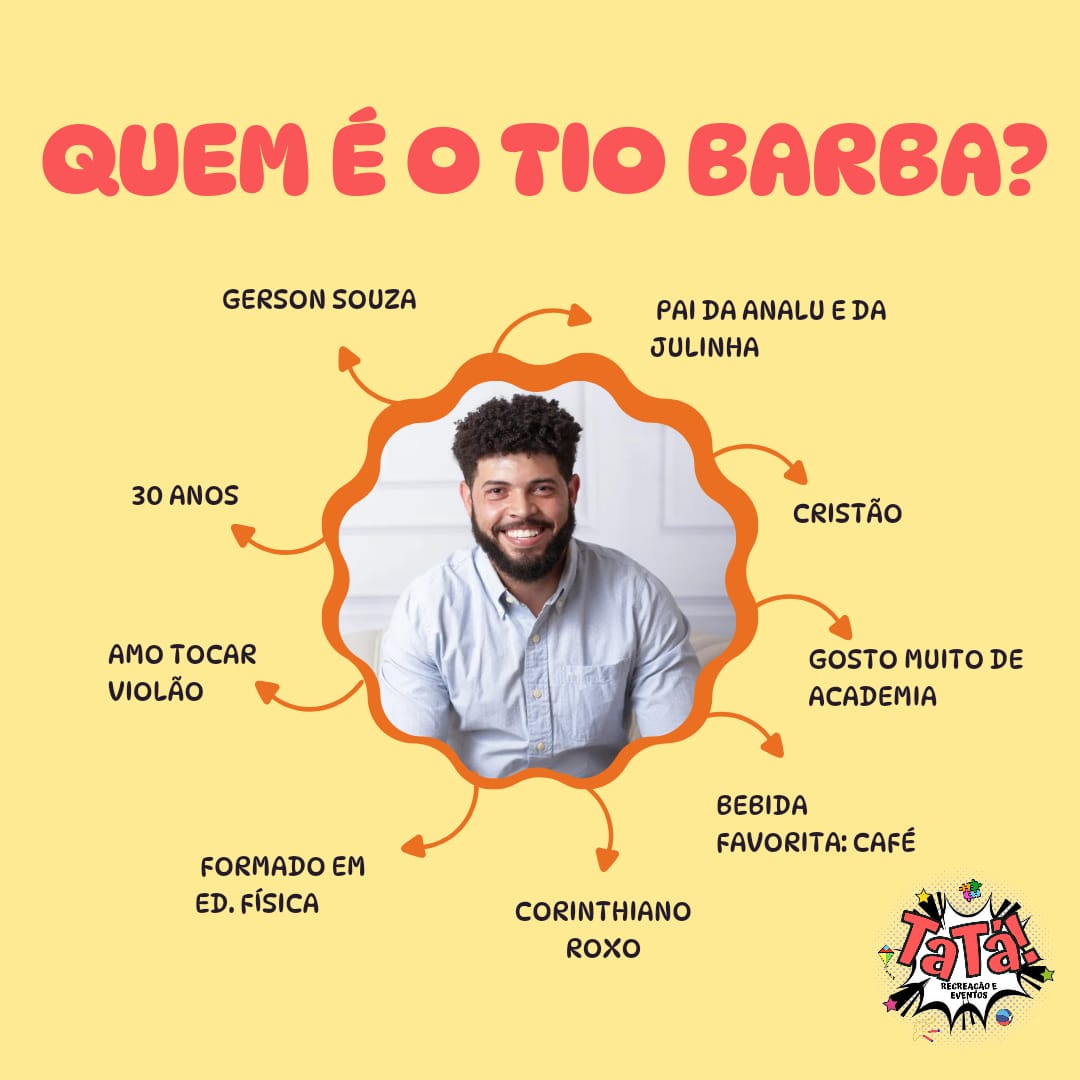 QUEM É O TIO BARBA?
GERSON SOUZA
PAI DA ANALU E DA
JULINHA
30 ANOS
CRISTÃO
AMO TOCAR
VIOLÃO
GOSTO MUITO DE
ACADEMIA
BEBIDA
FAVORITA: CAFÉ
FORMADO EM
ED. FÍSICA
CORINTHIANO
ROXO
TaTá!
RECREAÇÃO E
EVENTOS